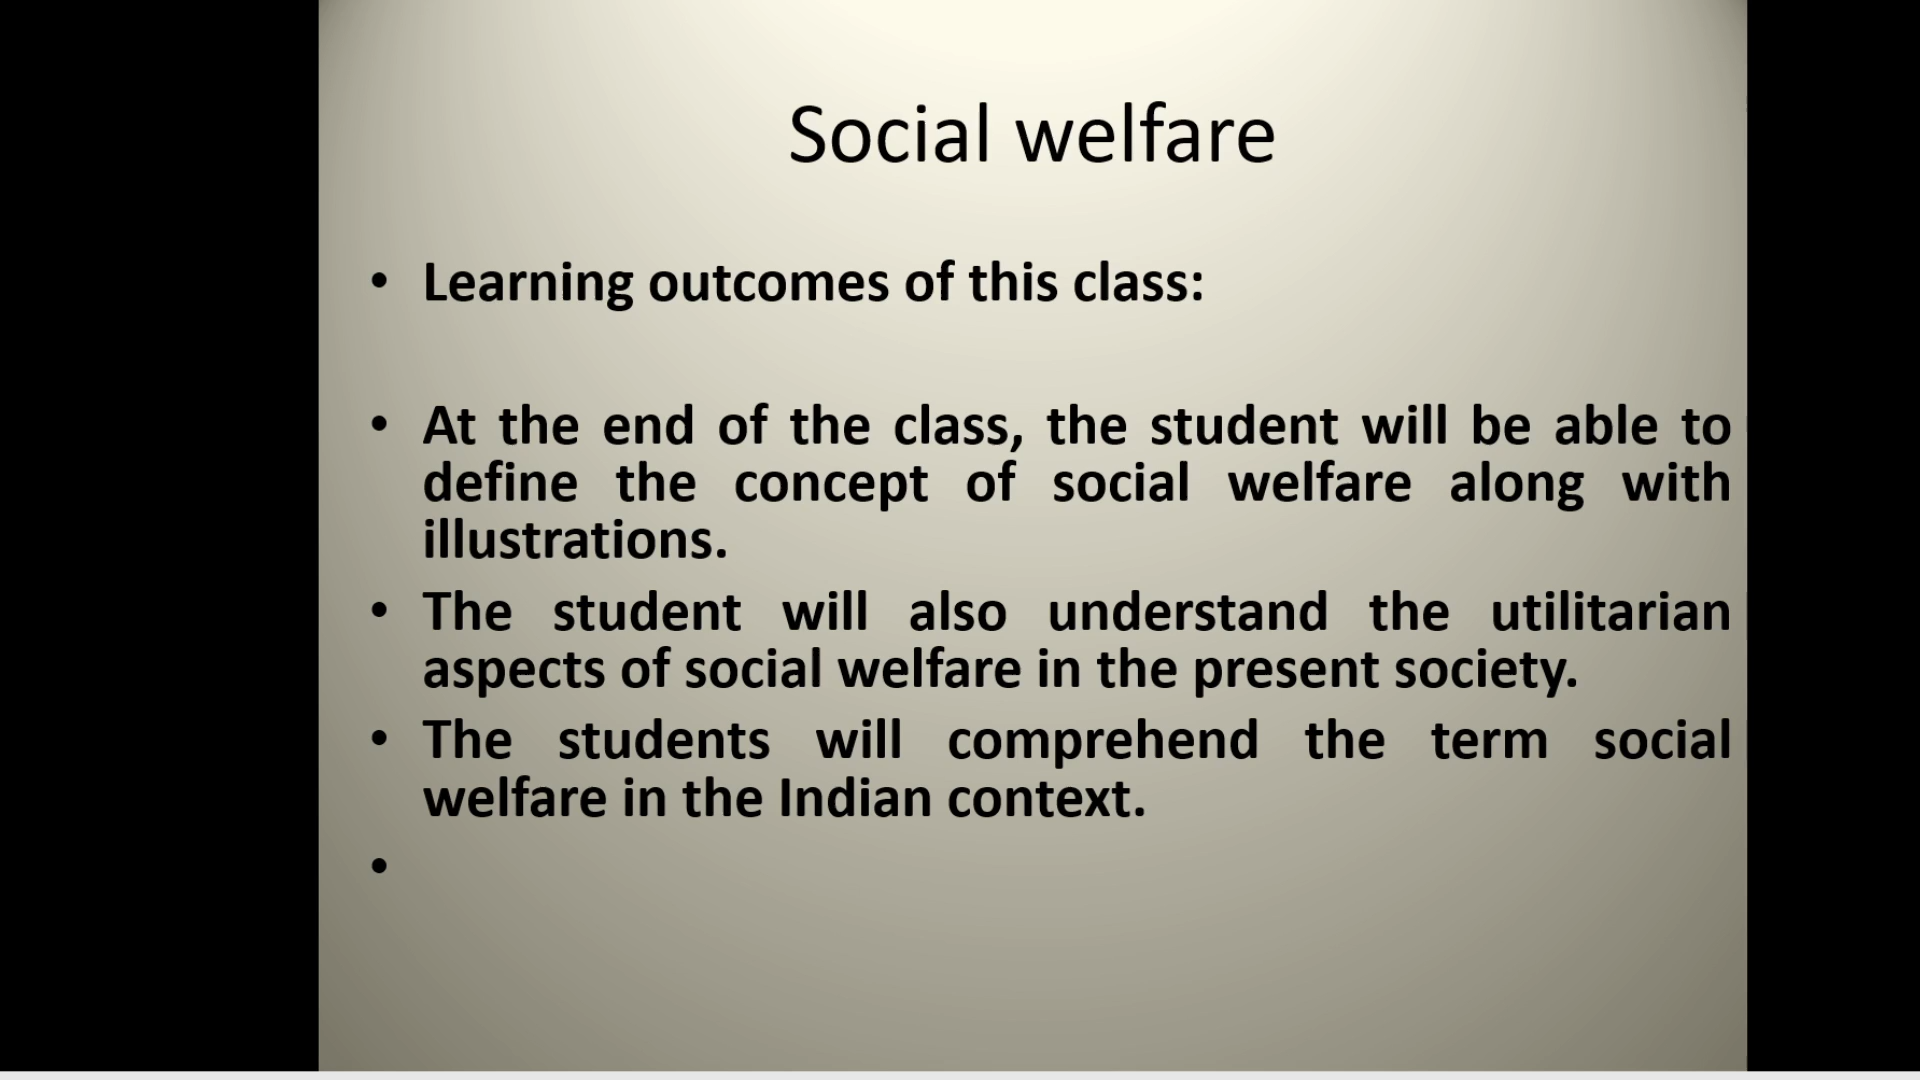 Social welfare
• Learning outcomes of this class:
• At the end of the class, the student will be able to
define the concept of social welfare along with
illustrations.
• The student will also understand the utilitarian
aspects of social welfare in the present society.
• The students will comprehend the term social
welfare in the Indian context.
•